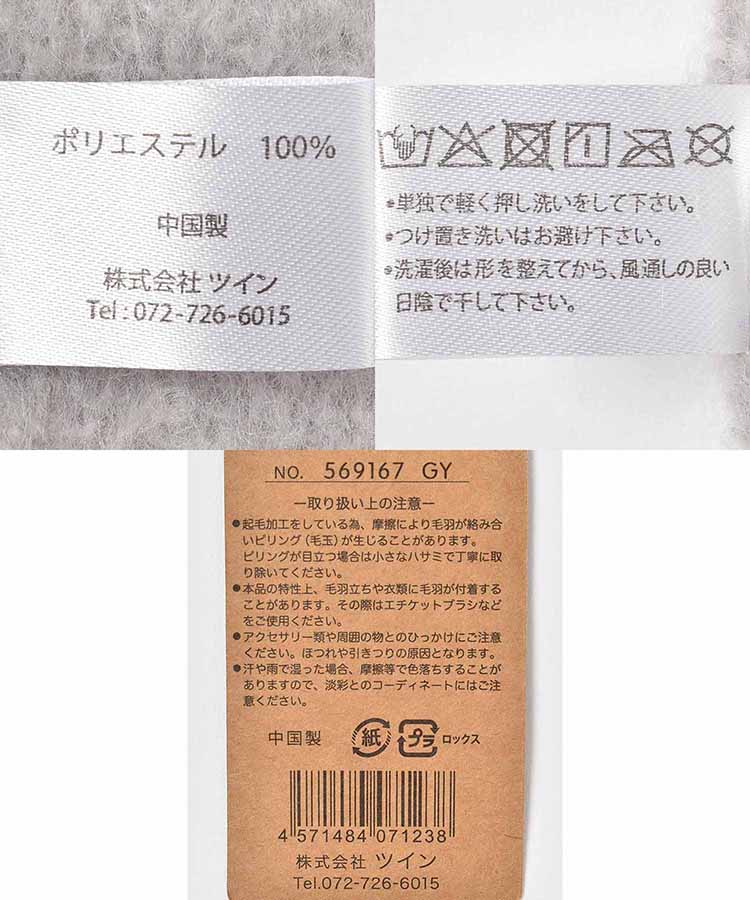 ポリエステル 100%
中国製
株式会社 ツイン
Tel : 072-726-6015
•単独で軽く押し洗いをして下さい。
•つけ置き洗いはお避け下さい。
•洗濯後は形を整えてから、風通しの良い
日陰で干して下さい。
NO. 569167 GY
ー取り扱い上の注意ー
●起毛加工をしている為、摩擦により毛羽が絡み合
いピリング（毛玉）が生じることがあります。
ピリングが目立つ場合は小さなハサミで丁寧に取
り除いてください。
●本品の特性上、毛羽立ちや衣類に毛羽が付着する
ことがあります。その際はエチケットブラシなど
をご使用ください。
●アクセサリー類や周囲の物とのひっかけにご注意
ください。ほつれや引きつりの原因となります。
●汗や雨で湿った場合、摩擦等で色落ちすることが
ありますので、淡彩とのコーディネートにはご注
意ください。
中国製 紙 プラ ロックス
4 571484 071238
株式会社 ツイン
Tel.072-726-6015